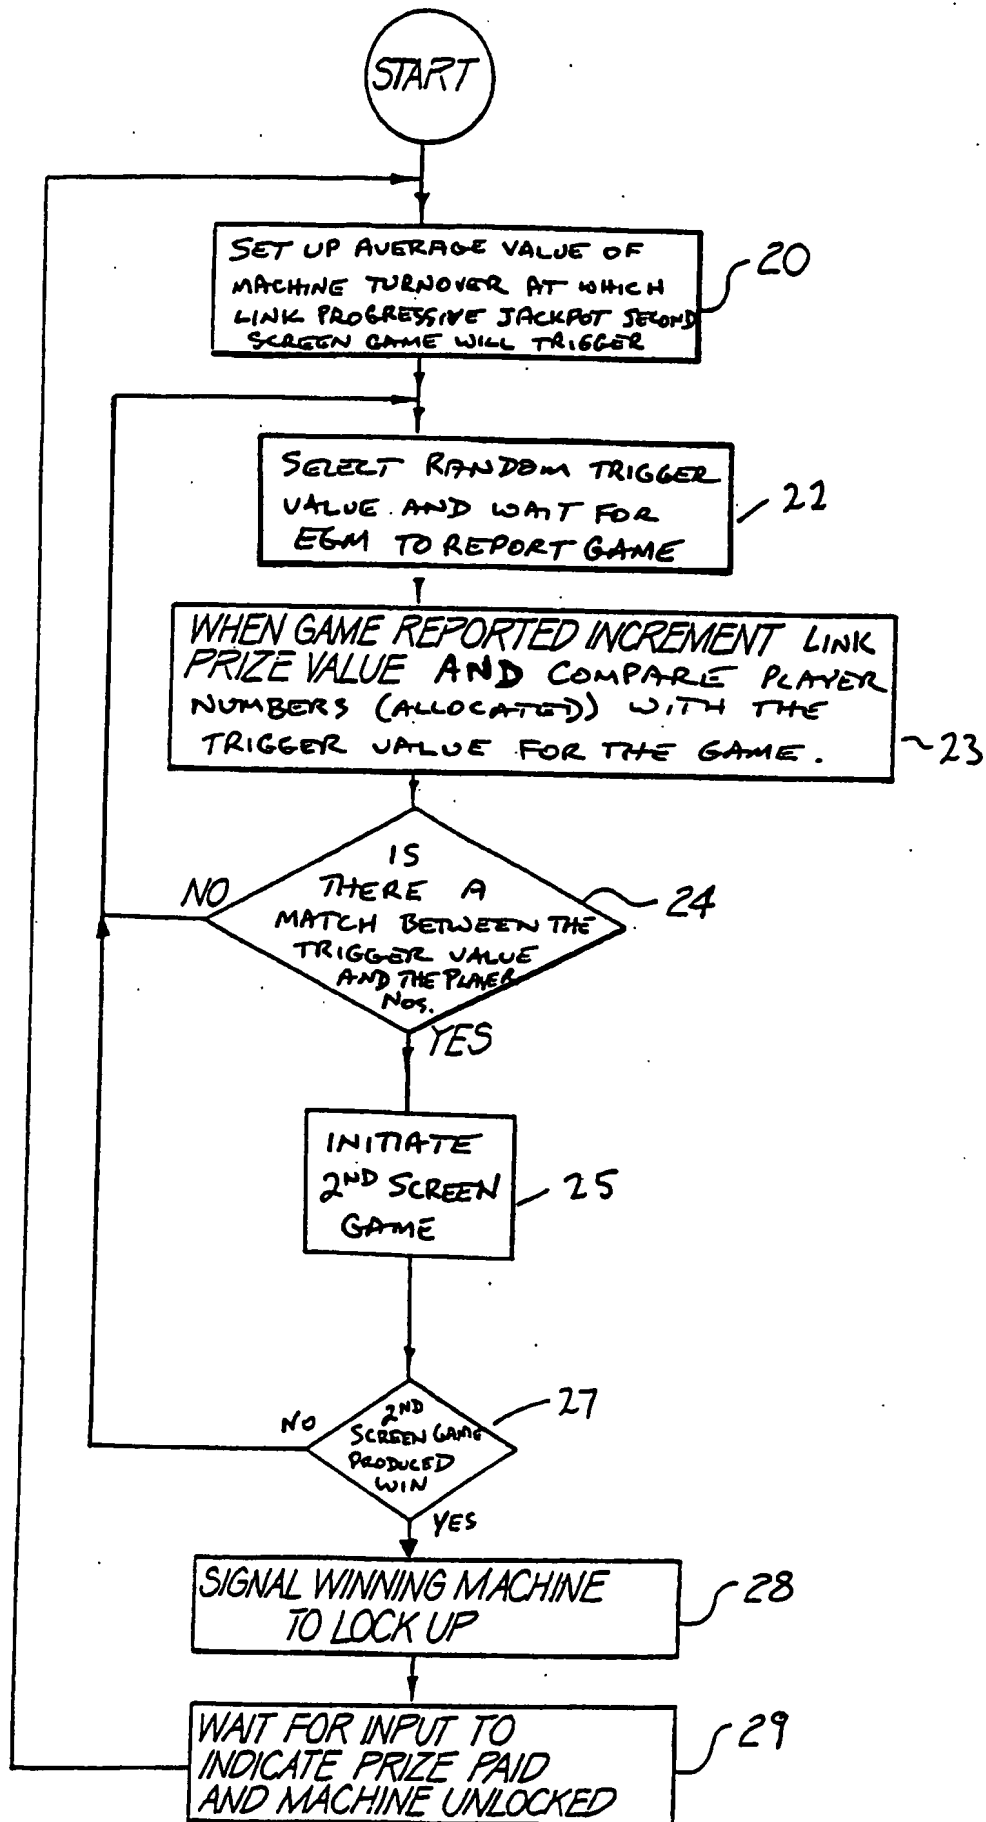 START
SET UP AVERAGE VALUE OF
MACHINE TURNOVER AT WHICH
LINK PROGRESSIVE JACKPOT SECOND
SCREEN GAME WILL TRIGGER
20
SELECT RANDOM TRIGGER
VALUE AND WAIT FOR
EGM TO REPORT GAME
22
WHEN GAME REPORTED INCREMENT LINK
PRIZE VALUE AND COMPARE PLAYER
NUMBERS (ALLOCATED) WITH THE
TRIGGER VALUE FOR THE GAME.
23
IS
THERE A
MATCH BETWEEN THE
TRIGGER VALUE
AND THE PLAYER
NOS.
24
NO
YES
INITIATE
2ND SCREEN
GAME
25
2ND
SCREEN GAME
PRODUCED
WIN
27
NO
YES
SIGNAL WINNING MACHINE
TO LOCK UP
28
WAIT FOR INPUT TO
INDICATE PRIZE PAID
AND MACHINE UNLOCKED
29